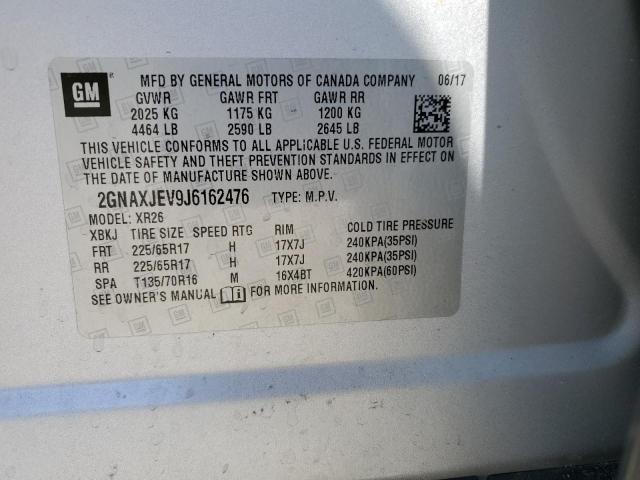 GM
MFD BY GENERAL MOTORS OF CANADA COMPANY 06/17
GVWR GAWR FRT GAWR RR
2025 KG 1175 KG 1200 KG
4464 LB 2590 LB 2645 LB
THIS VEHICLE CONFORMS TO ALL APPLICABLE U.S. FEDERAL MOTOR
VEHICLE SAFETY AND THEFT PREVENTION STANDARDS IN EFFECT ON
THE DATE OF MANUFACTURE SHOWN ABOVE.
2GNAXJEV9J6162476 TYPE: M.P.V.
MODEL: XR26
XBKJ TIRE SIZE SPEED RTG RIM COLD TIRE PRESSURE
FRT 225/65R17 H 17X7J 240KPA(35PSI)
RR 225/65R17 H 17X7J 240KPA(35PSI)
SPA T135/70R16 M 16X4BT 420KPA(60PSI)
SEE OWNER'S MANUAL FOR MORE INFORMATION.